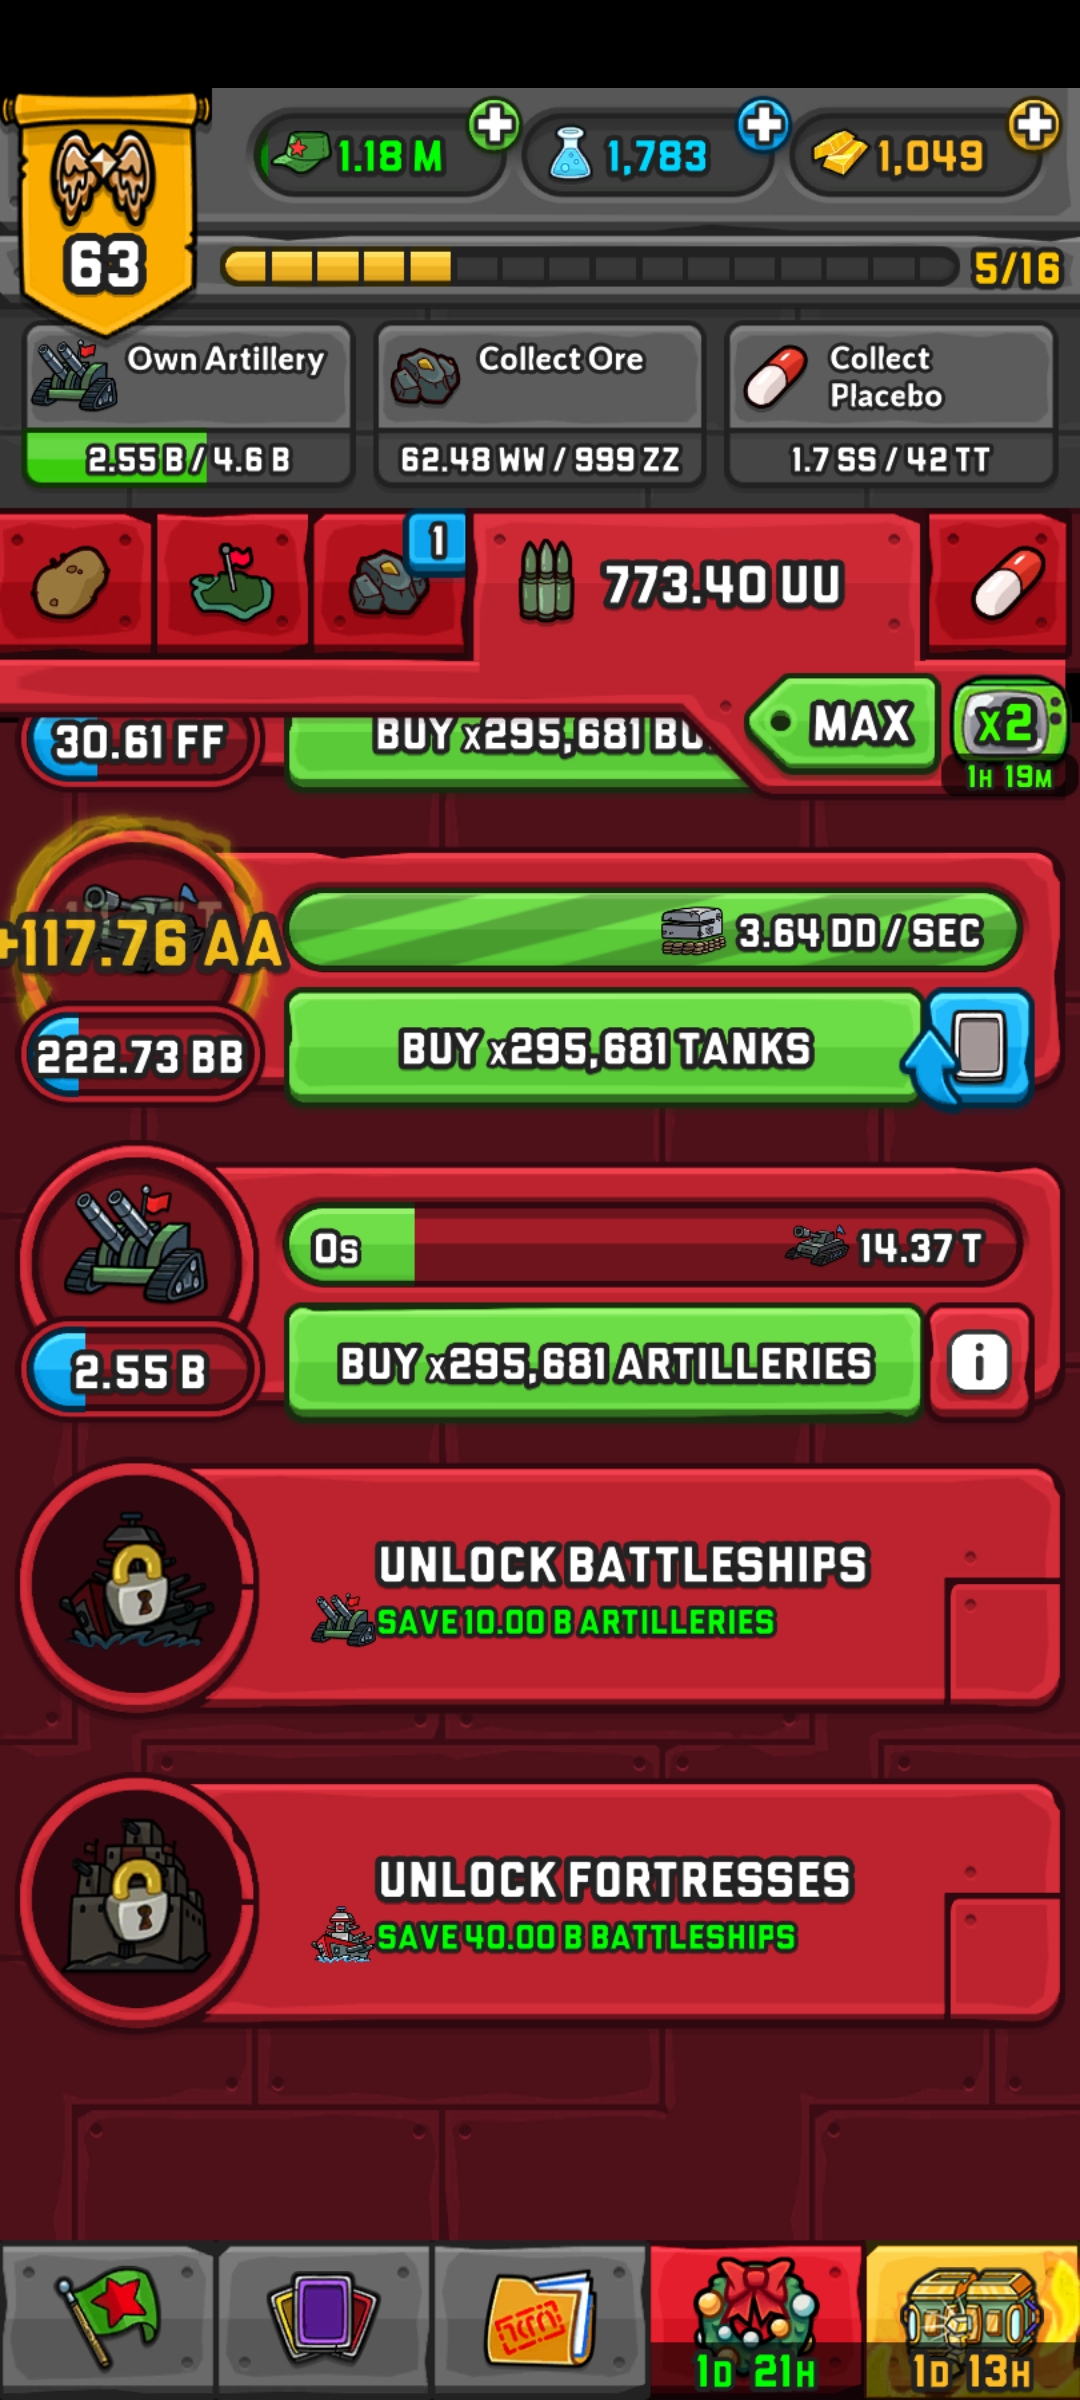 63
1.18 M
1,783
1,049
5/16
Own Artillery
2.55 B / 4.6 B
Collect Ore
62.48 WW / 999 ZZ
Collect
Placebo
1.7 SS / 42 TT
1
773.40 UU
MAX
X2
1H 19M
30.61 FF
BUY x295,681
+117.76 AA
3.64 DD / SEC
222.73 BB
BUY x295,681 TANKS
0s
14.37 T
2.55 B
BUY x295,681 ARTILLERIES
i
UNLOCK BATTLESHIPS
SAVE 10.00 B ARTILLERIES
UNLOCK FORTRESSES
SAVE 40.00 B BATTLESHIPS
1D 21H
1D 13H